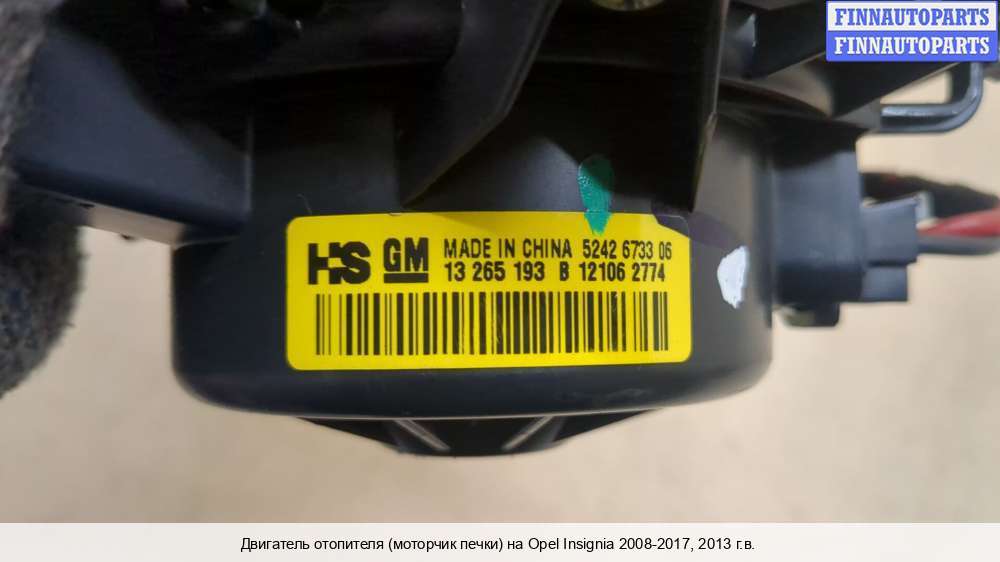 FINNAUTOPARTS
FINNAUTOPARTS
HS GM MADE IN CHINA 5242 6733 06
13 265 193 B 12106 2774
Двигатель отопителя (моторчик печки) на Opel Insignia 2008-2017, 2013 г.в.